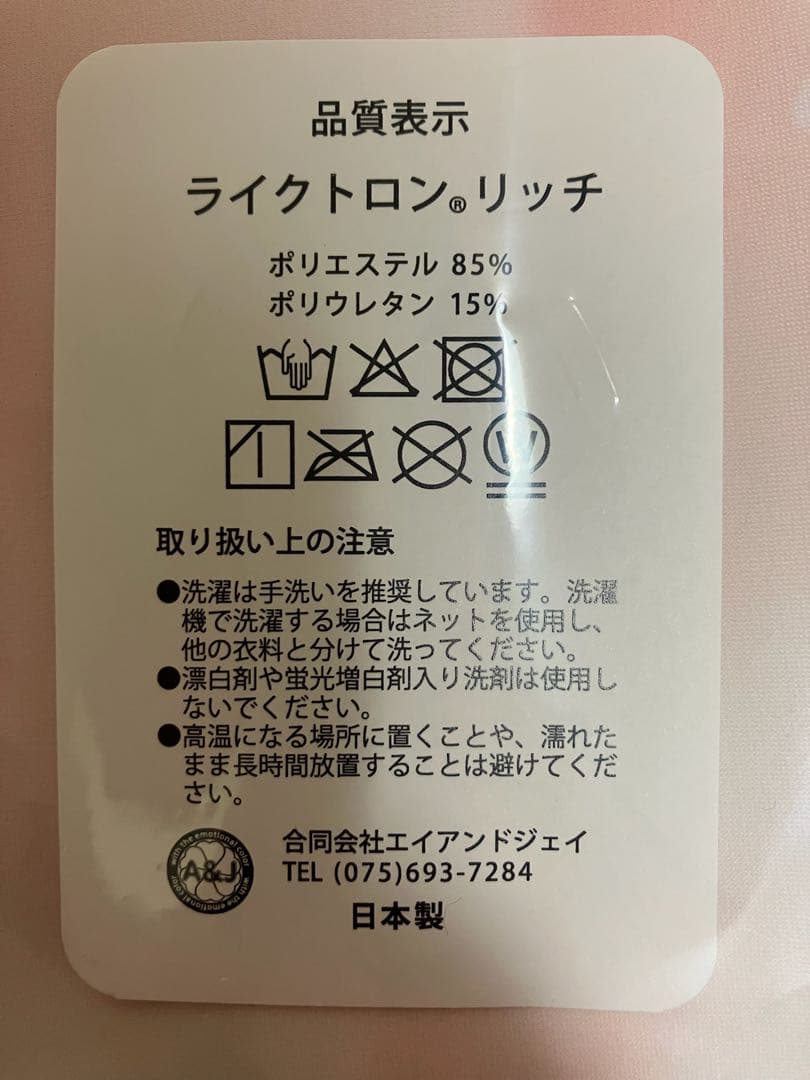 品質表示
ライクトロン®リッチ
ポリエステル 85%
ポリウレタン 15%
W
取り扱い上の注意
●洗濯は手洗いを推奨しています。洗濯
機で洗濯する場合はネットを使用し、
他の衣料と分けて洗ってください。
●漂白剤や蛍光増白剤入り洗剤は使用し
ないでください。
●高温になる場所に置くことや、濡れた
まま長時間放置することは避けてくだ
さい。
with the emotional color
A&J
with the emotional color
合同会社エイアンドジェイ
TEL (075)693-7284
日本製